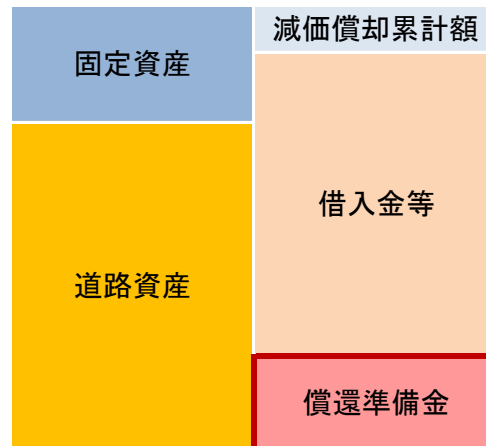 固定資産
道路資産
減価償却累計額
借入金等
償還準備金